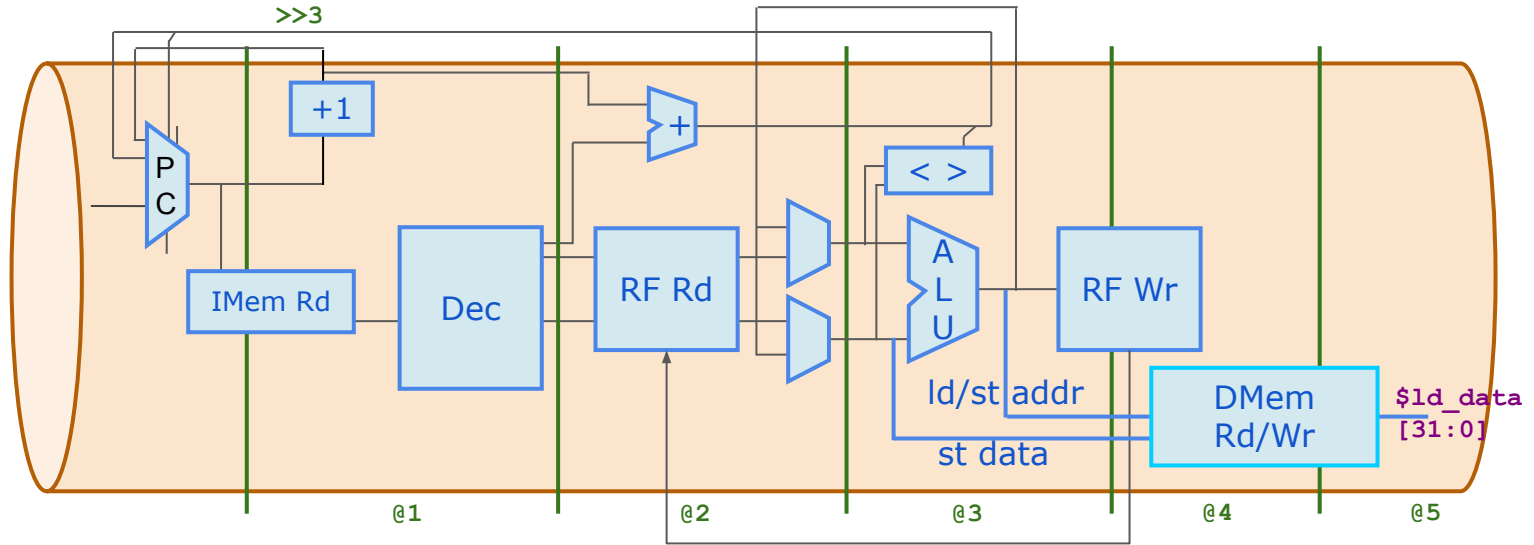 >>3
+1
+
P
C
< >
IMem Rd
Dec
RF Rd
A
L
U
RF Wr
ld/st addr
st data
DMem
Rd/Wr
$ld_data
[31:0]
@1
@2
@3
@4
@5